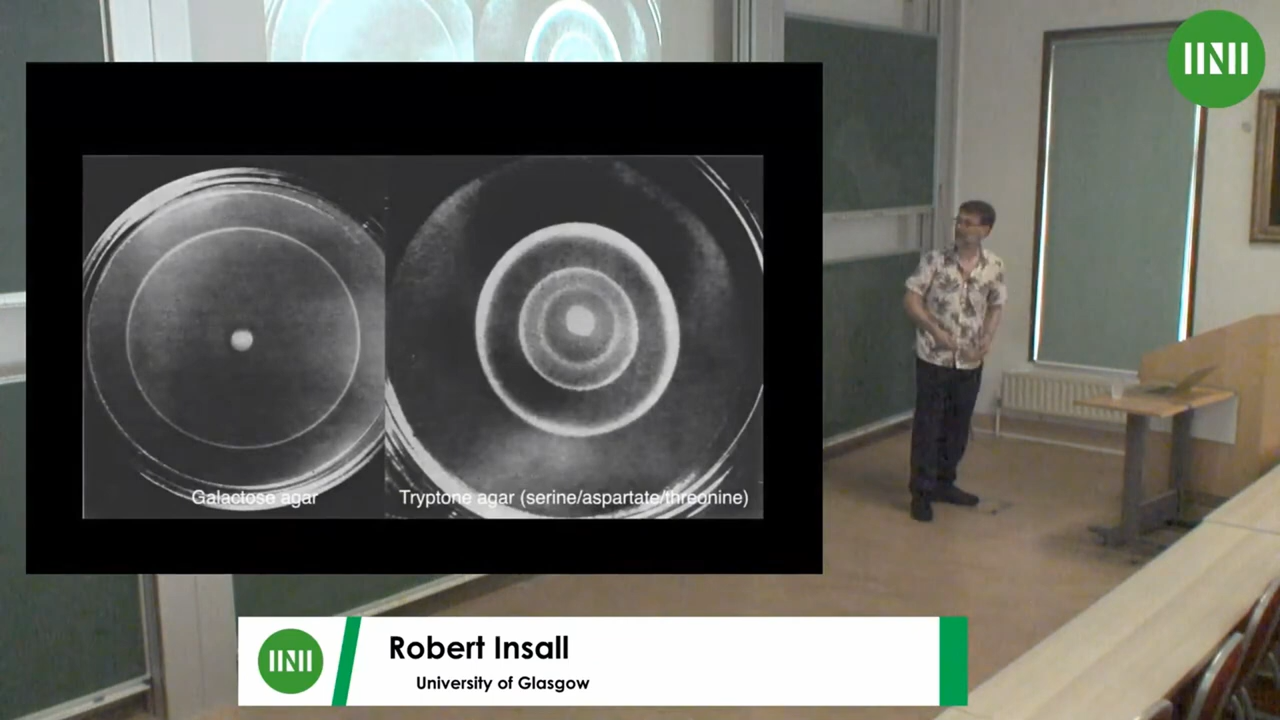 INI
Galactose agar
Tryptone agar (serine/aspartate/threonine)
INI
Robert Insall
University of Glasgow